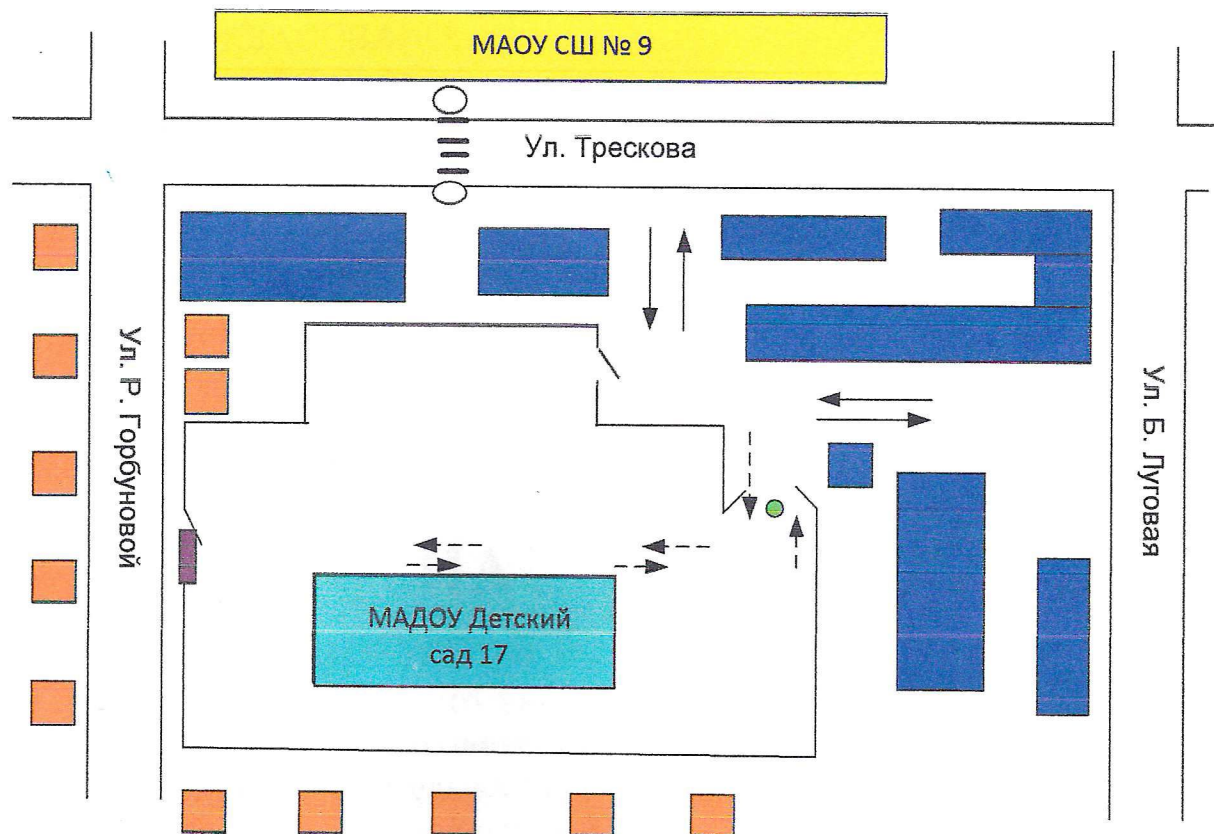 МАОУ СШ № 9
Ул. Трескова
Ул. Р. Горбуновой
Ул. Б. Луговая
МАДОУ Детский
сад 17